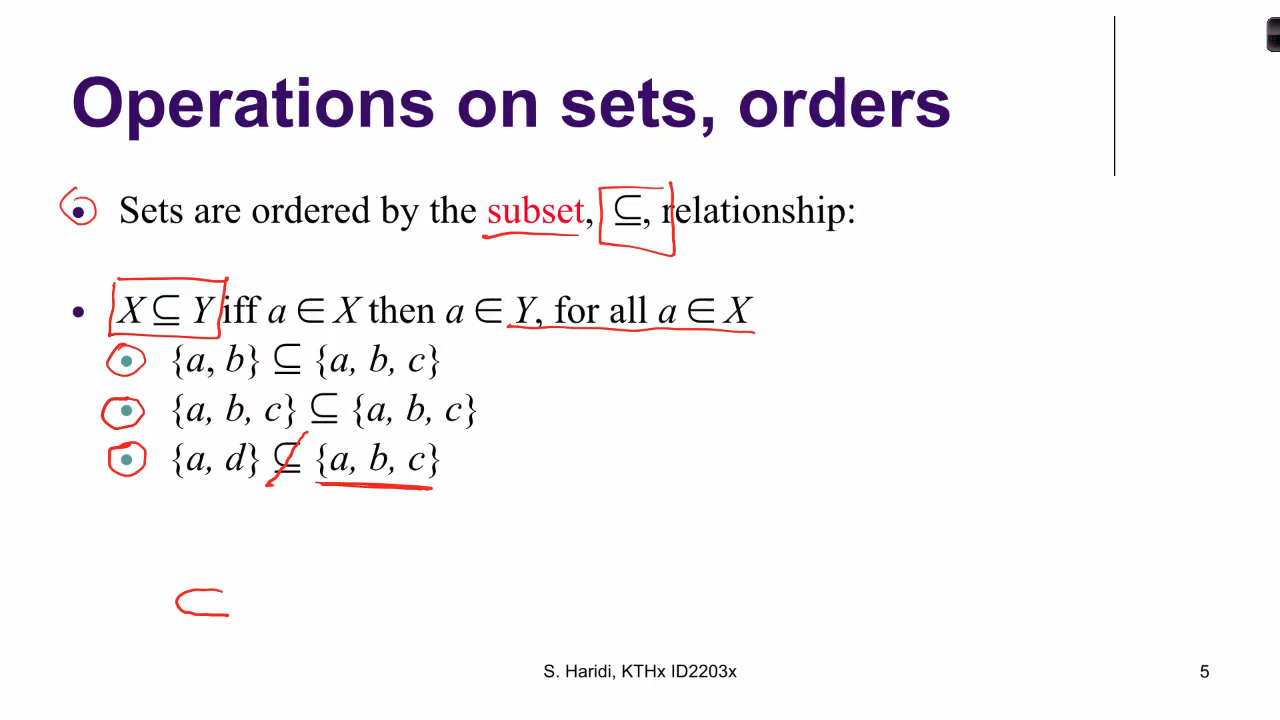 Operations on sets, orders
• Sets are ordered by the subset, ⊆, relationship:
• X ⊆ Y iff a ∈ X then a ∈ Y, for all a ∈ X
• {a, b} ⊆ {a, b, c}
• {a, b, c} ⊆ {a, b, c}
• {a, d} ⊈ {a, b, c}
⊂
S. Haridi, KTHx ID2203x
5